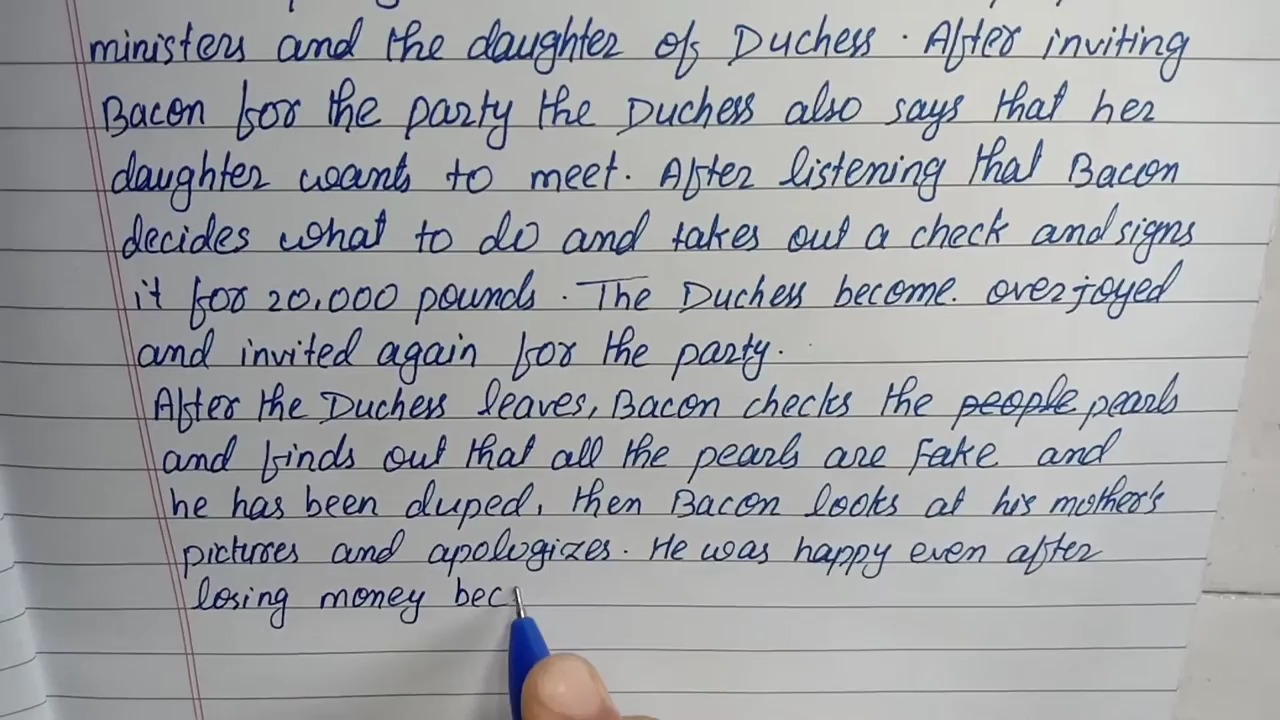 ministers and the daughter of Duchess. After inviting
Bacon for the party the Duchess also says that her
daughter wants to meet. After listening that Bacon
decides what to do and takes out a check and signs
it for 20,000 pounds. The Duchess become overjoyed
and invited again for the party.
After the Duchess leaves, Bacon checks the people pearls
and finds out that all the pearls are Fake and
he has been duped, then Bacon looks at his mother's
pictures and apologizes. He was happy even after
losing money bec